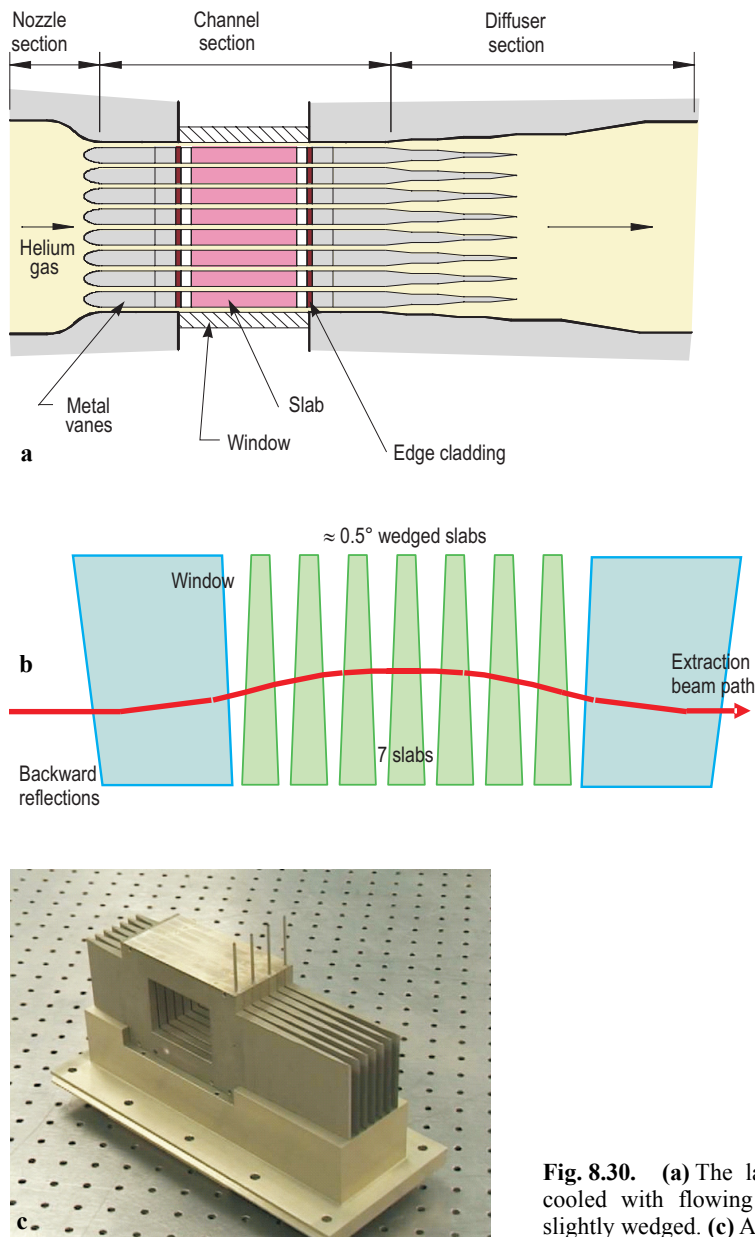 Nozzle
section
Channel
section
Diffuser
section
Helium
gas
Metal
vanes
Window
Slab
Edge cladding
a
≈ 0.5° wedged slabs
Window
b
Extraction
beam path
7 slabs
Backward
reflections
c
Fig. 8.30. (a) The la
cooled with flowing
slightly wedged. (c) A